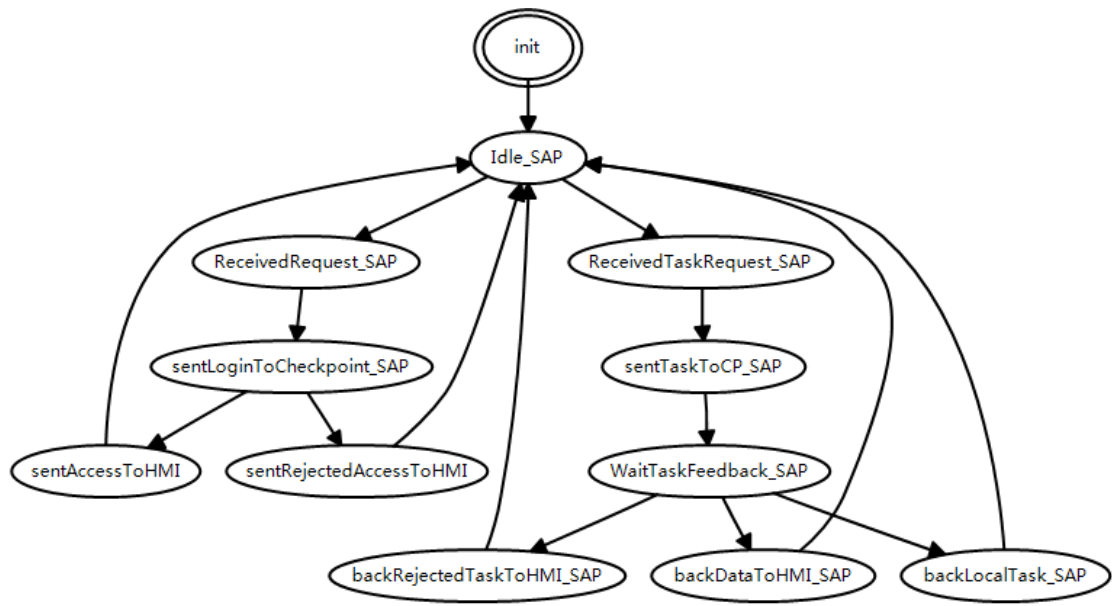 init
Idle_SAP
ReceivedRequest_SAP
ReceivedTaskRequest_SAP
sentLoginToCheckpoint_SAP
sentTaskToCP_SAP
sentAccessToHMI
sentRejectedAccessToHMI
WaitTaskFeedback_SAP
backRejectedTaskToHMI_SAP
backDataToHMI_SAP
backLocalTask_SAP